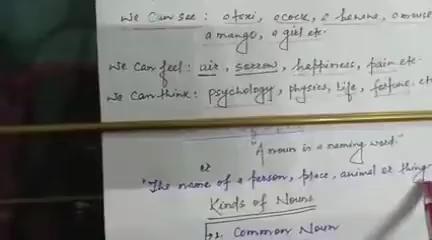 We can see: a taxi, a cock, a house, a mouse
a mango, a girl etc.
We can feel: air, sorrow, happiness, pain etc.
We can think: psychology, physics, life, fortune. etc
"A noun is a naming word."
or
"The name of a person, place, animal or thing
Kinds of Nouns
1. Common Noun